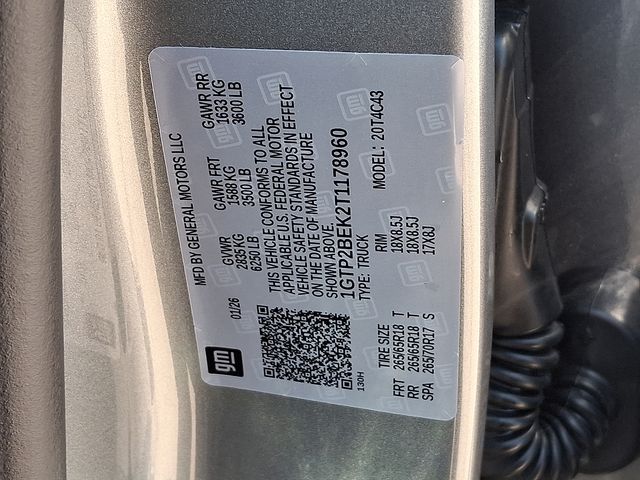 MFD BY GENERAL MOTORS LLC
01/26 GVWR GAWR FRT GAWR RR
2835 KG 1588 KG 1633 KG
6250 LB 3500 LB 3600 LB
THIS VEHICLE CONFORMS TO ALL
APPLICABLE U.S. FEDERAL MOTOR
VEHICLE SAFETY STANDARDS IN EFFECT
ON THE DATE OF MANUFACTURE
SHOWN ABOVE.
1GTP2BEK2T1178960
TYPE: TRUCK MODEL: 20T4C43
gm
130H
TIRE SIZE RIM
FRT 265/65R18 T 18X8.5J
RR 265/65R18 T 18X8.5J
SPA 265/70R17 S 17X8J